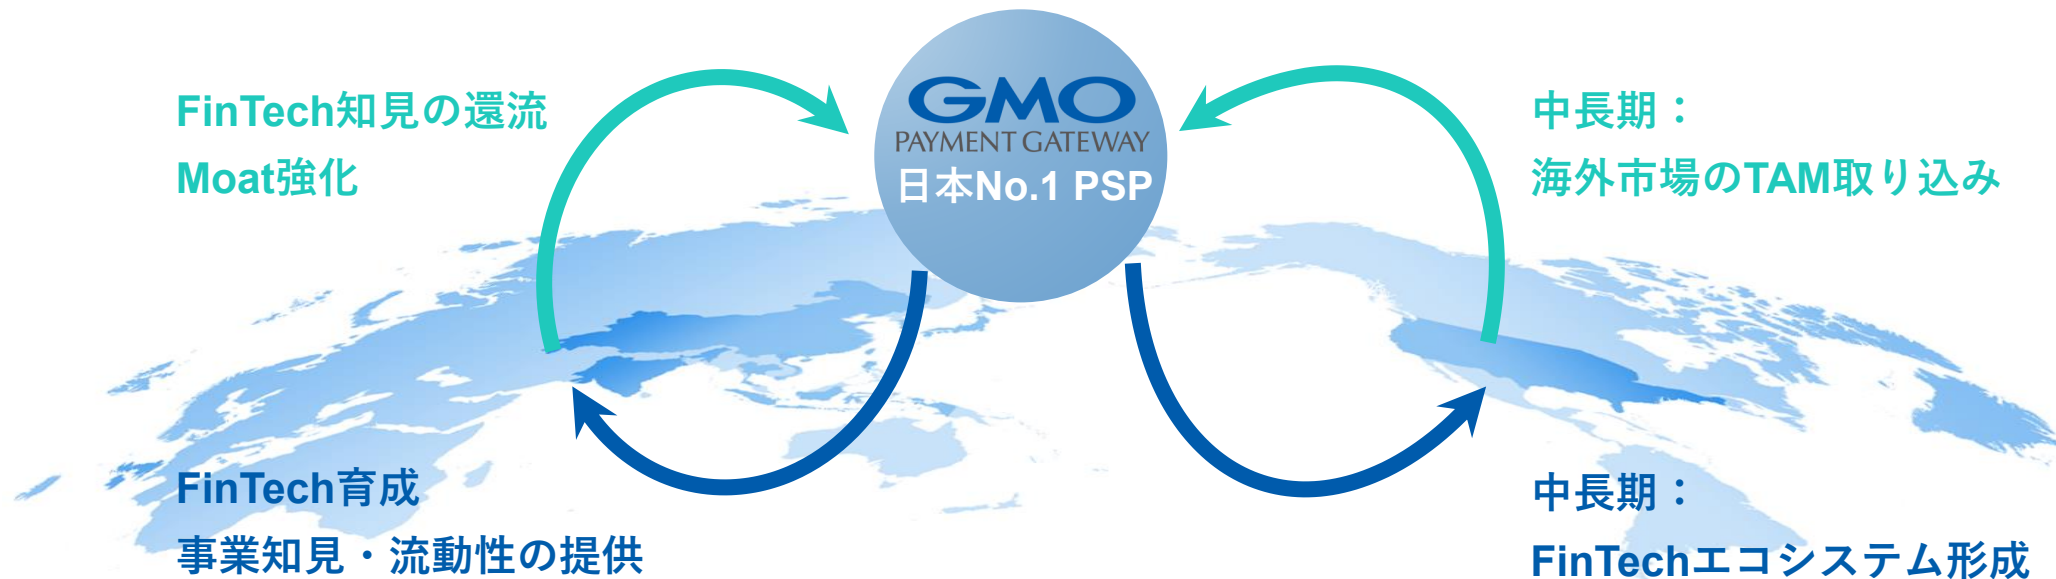 FinTech知見の還流
Moat強化
GMO
PAYMENT GATEWAY
日本No.1 PSP
中長期：
海外市場のTAM取り込み
FinTech育成
事業知見・流動性の提供
中長期：
FinTechエコシステム形成